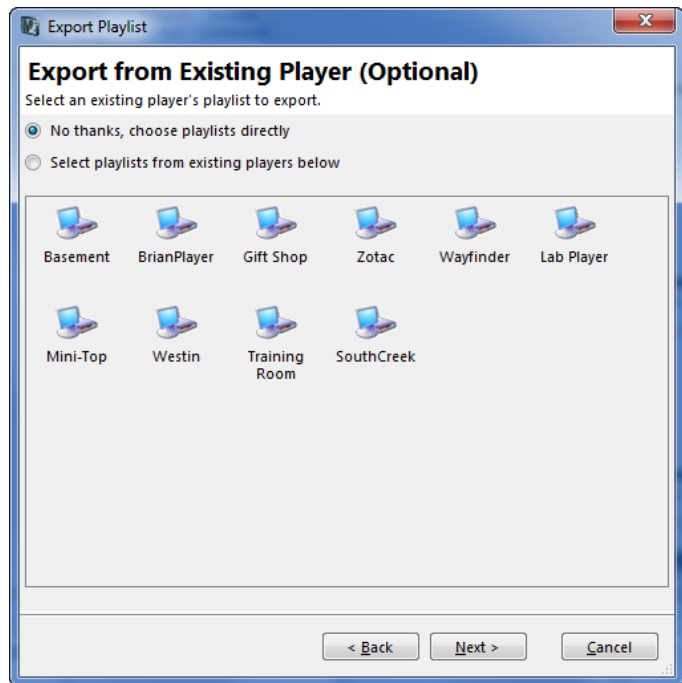 Export Playlist
Export from Existing Player (Optional)
Select an existing player's playlist to export.
No thanks, choose playlists directly
Select playlists from existing players below
Basement BrianPlayer Gift Shop Zotac Wayfinder Lab Player
Mini-Top Westin Training Room SouthCreek
< Back Next > Cancel